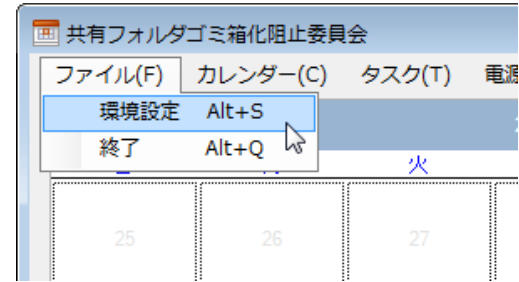 共有フォルダゴミ箱化阻止委員会
ファイル(F) カレンダー(C) タスク(T) 電源
環境設定 Alt+S
終了 Alt+Q
火
25 26 27